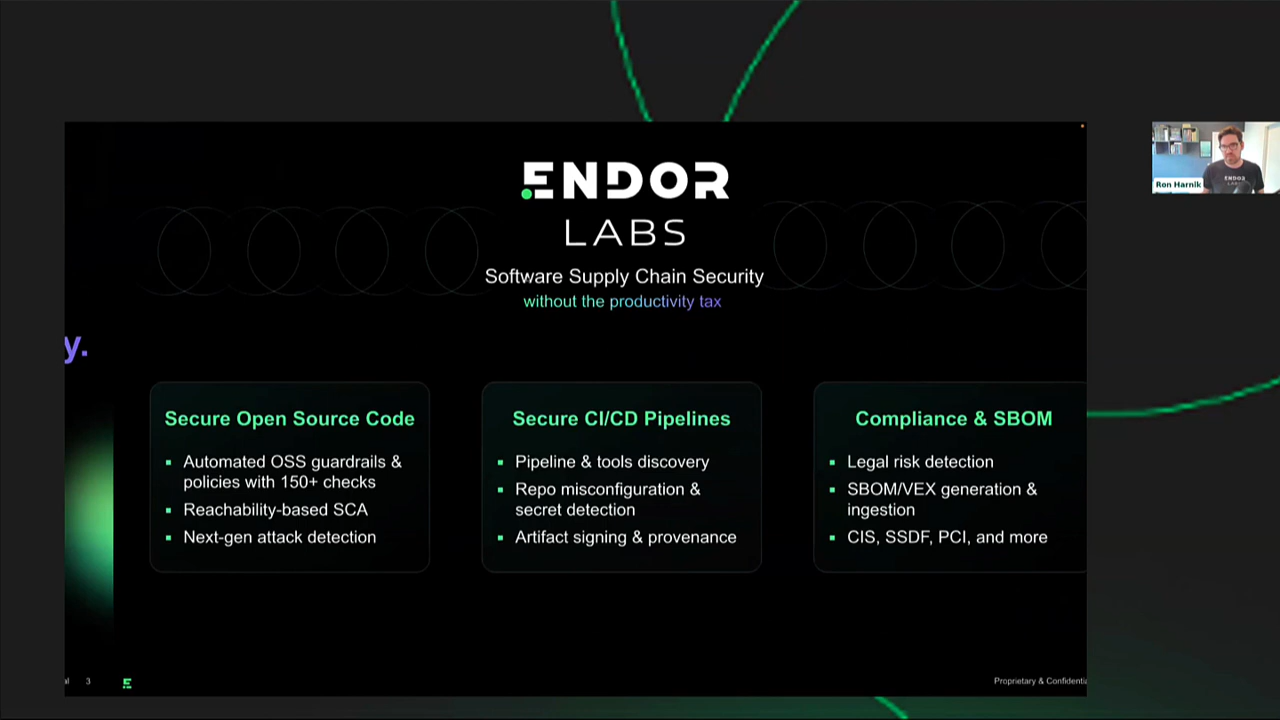 ENDOR
LABS
Software Supply Chain Security
without the productivity tax
y.
Secure Open Source Code
Automated OSS guardrails &
policies with 150+ checks
Reachability-based SCA
Next-gen attack detection
Secure CI/CD Pipelines
Pipeline & tools discovery
Repo misconfiguration &
secret detection
Artifact signing & provenance
Compliance & SBOM
Legal risk detection
SBOM/VEX generation &
ingestion
CIS, SSDF, PCI, and more
3
Proprietary & Confidentia
Ron Harnik
ENDOR